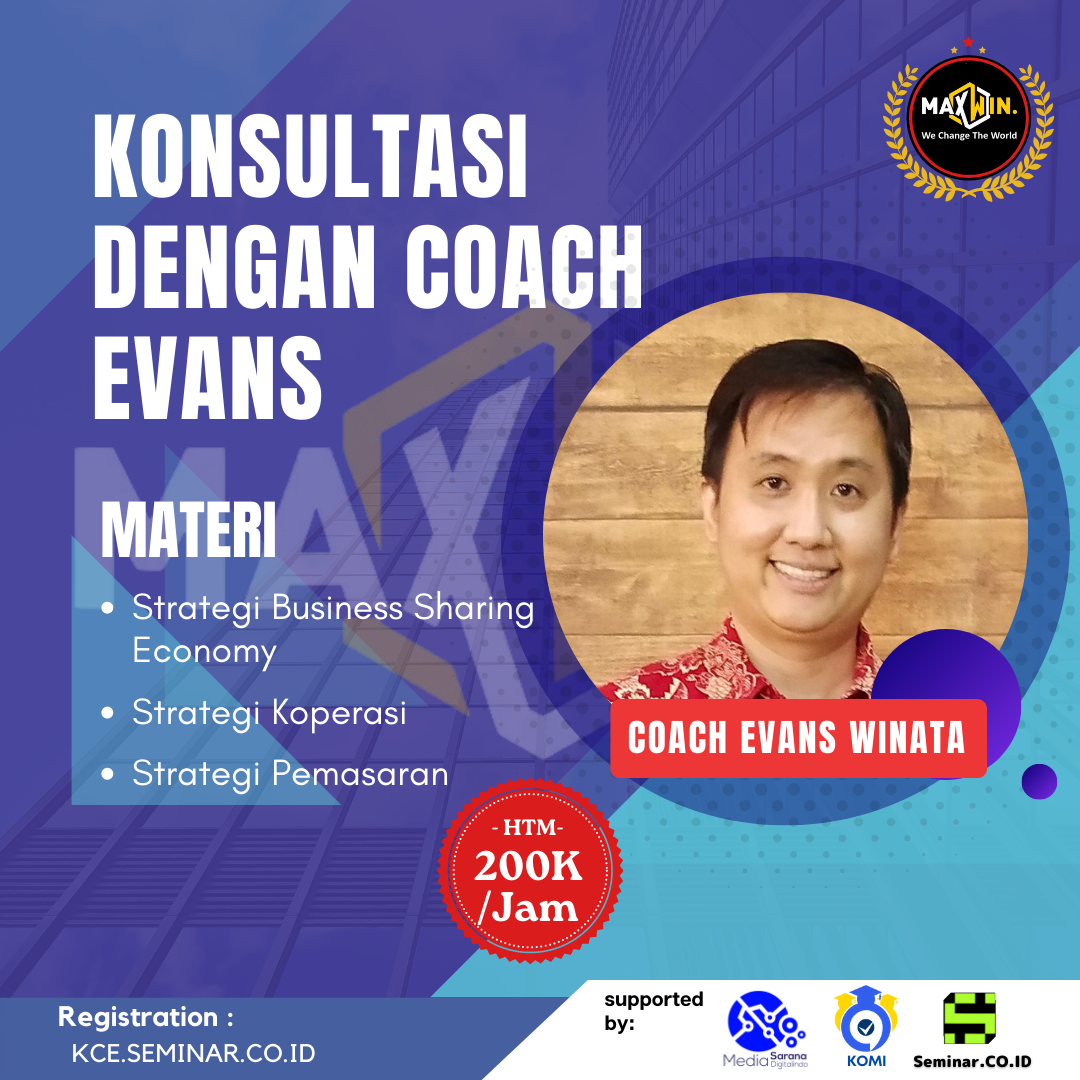 MAXWIN.
We Change The World
KONSULTASI
DENGAN COACH
EVANS
MAX
MATERI
• Strategi Business Sharing
Economy
• Strategi Koperasi
• Strategi Pemasaran
COACH EVANS WINATA
- HTM-
200K
/Jam
Registration :
KCE.SEMINAR.CO.ID
supported
by:
Media Sarana
Digitalindo
KOMI
Seminar.CO.ID